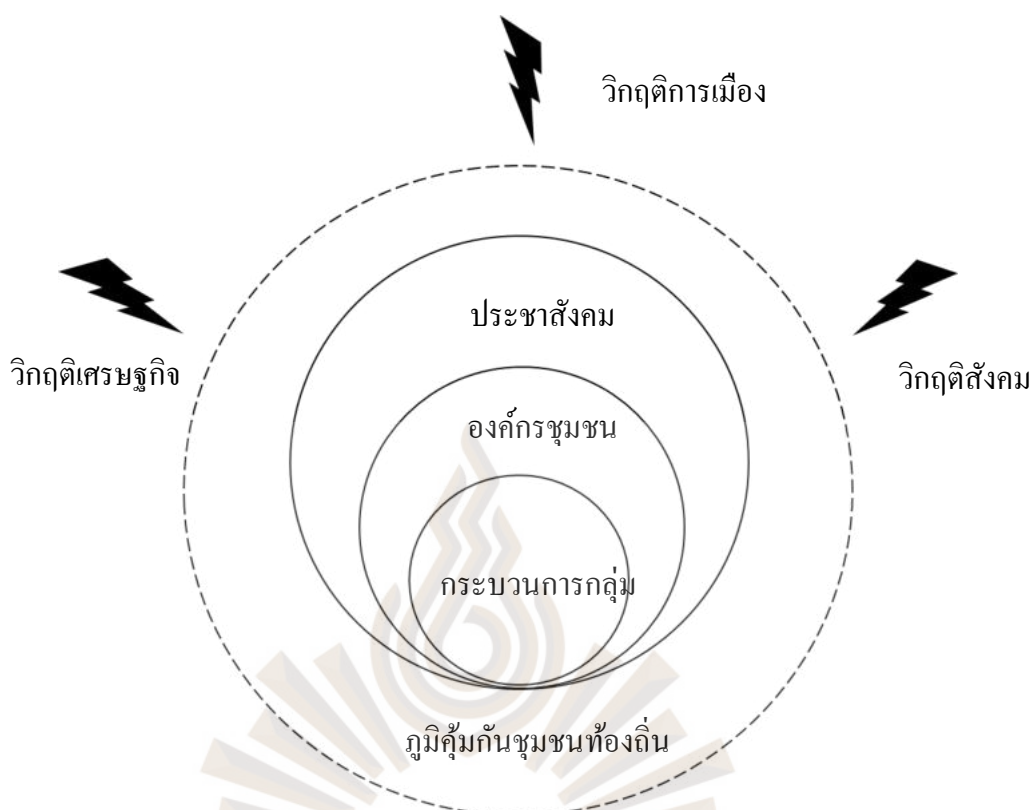 วิกฤติการเมือง
ประชาสังคม
วิกฤติเศรษฐกิจ
วิกฤติสังคม
องค์กรชุมชน
กระบวนการกลุ่ม
ภูมิคุ้มกันชุมชนท้องถิ่น